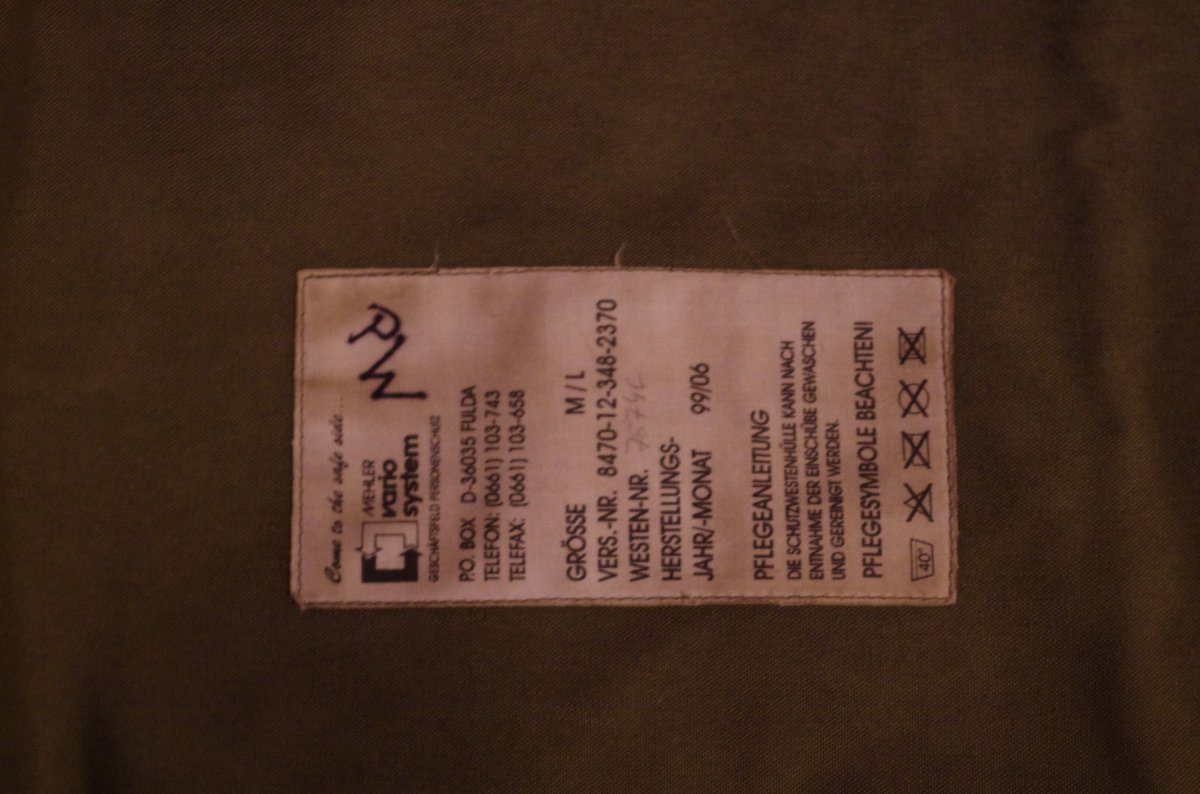 Come to the safe side...
MEHLER
vario
system
GESCHÄFTSFELD PERSONENSCHUTZ
P.O. BOX D-36035 FULDA
TELEFON: (0661) 103-743
TELEFAX: (0661) 103-658
GRÖSSE M/L
VERS.-NR. 8470-12-348-2370
WESTEN-NR.
HERSTELLUNGS-
JAHR/-MONAT 99/06
PFLEGEANLEITUNG
DIE SCHUTZWESTENHÜLLE KANN NACH
ENTNAHME DER EINSCHÜBE GEWASCHEN
UND GEREINIGT WERDEN.
PFLEGESYMBOLE BEACHTEN!
40°